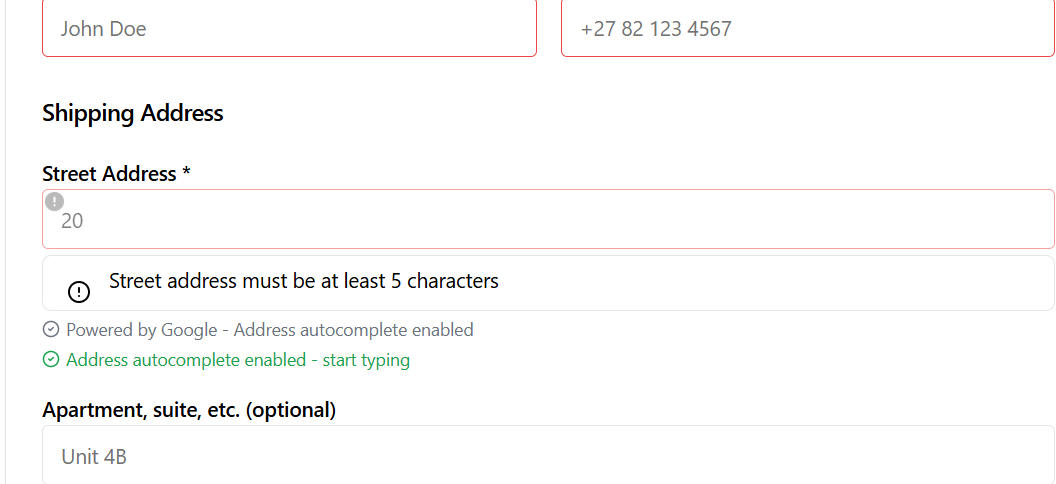 John Doe
+27 82 123 4567
Shipping Address
Street Address *
20
Street address must be at least 5 characters
Powered by Google - Address autocomplete enabled
Address autocomplete enabled - start typing
Apartment, suite, etc. (optional)
Unit 4B